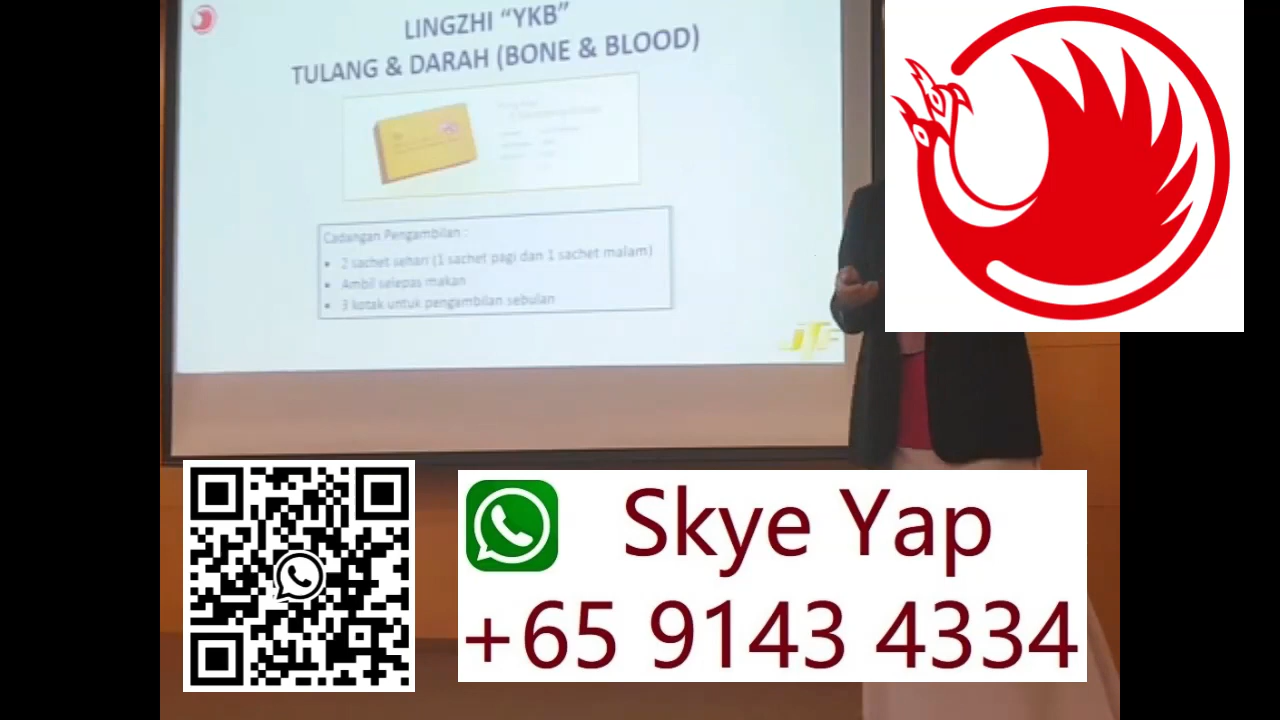 LINGZHI “YKB”
TULANG & DARAH (BONE & BLOOD)
Cadangan Pengambilan :
• 2 sachet sehari (1 sachet pagi dan 1 sachet malam)
• Ambil selepas makan
• 3 kotak untuk pengambilan sebulan
Skye Yap
+65 9143 4334